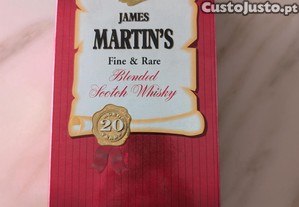 CustoJusto.pt
JAMES
MARTIN'S
Fine & Rare
Blended
Scotch Whisky
20